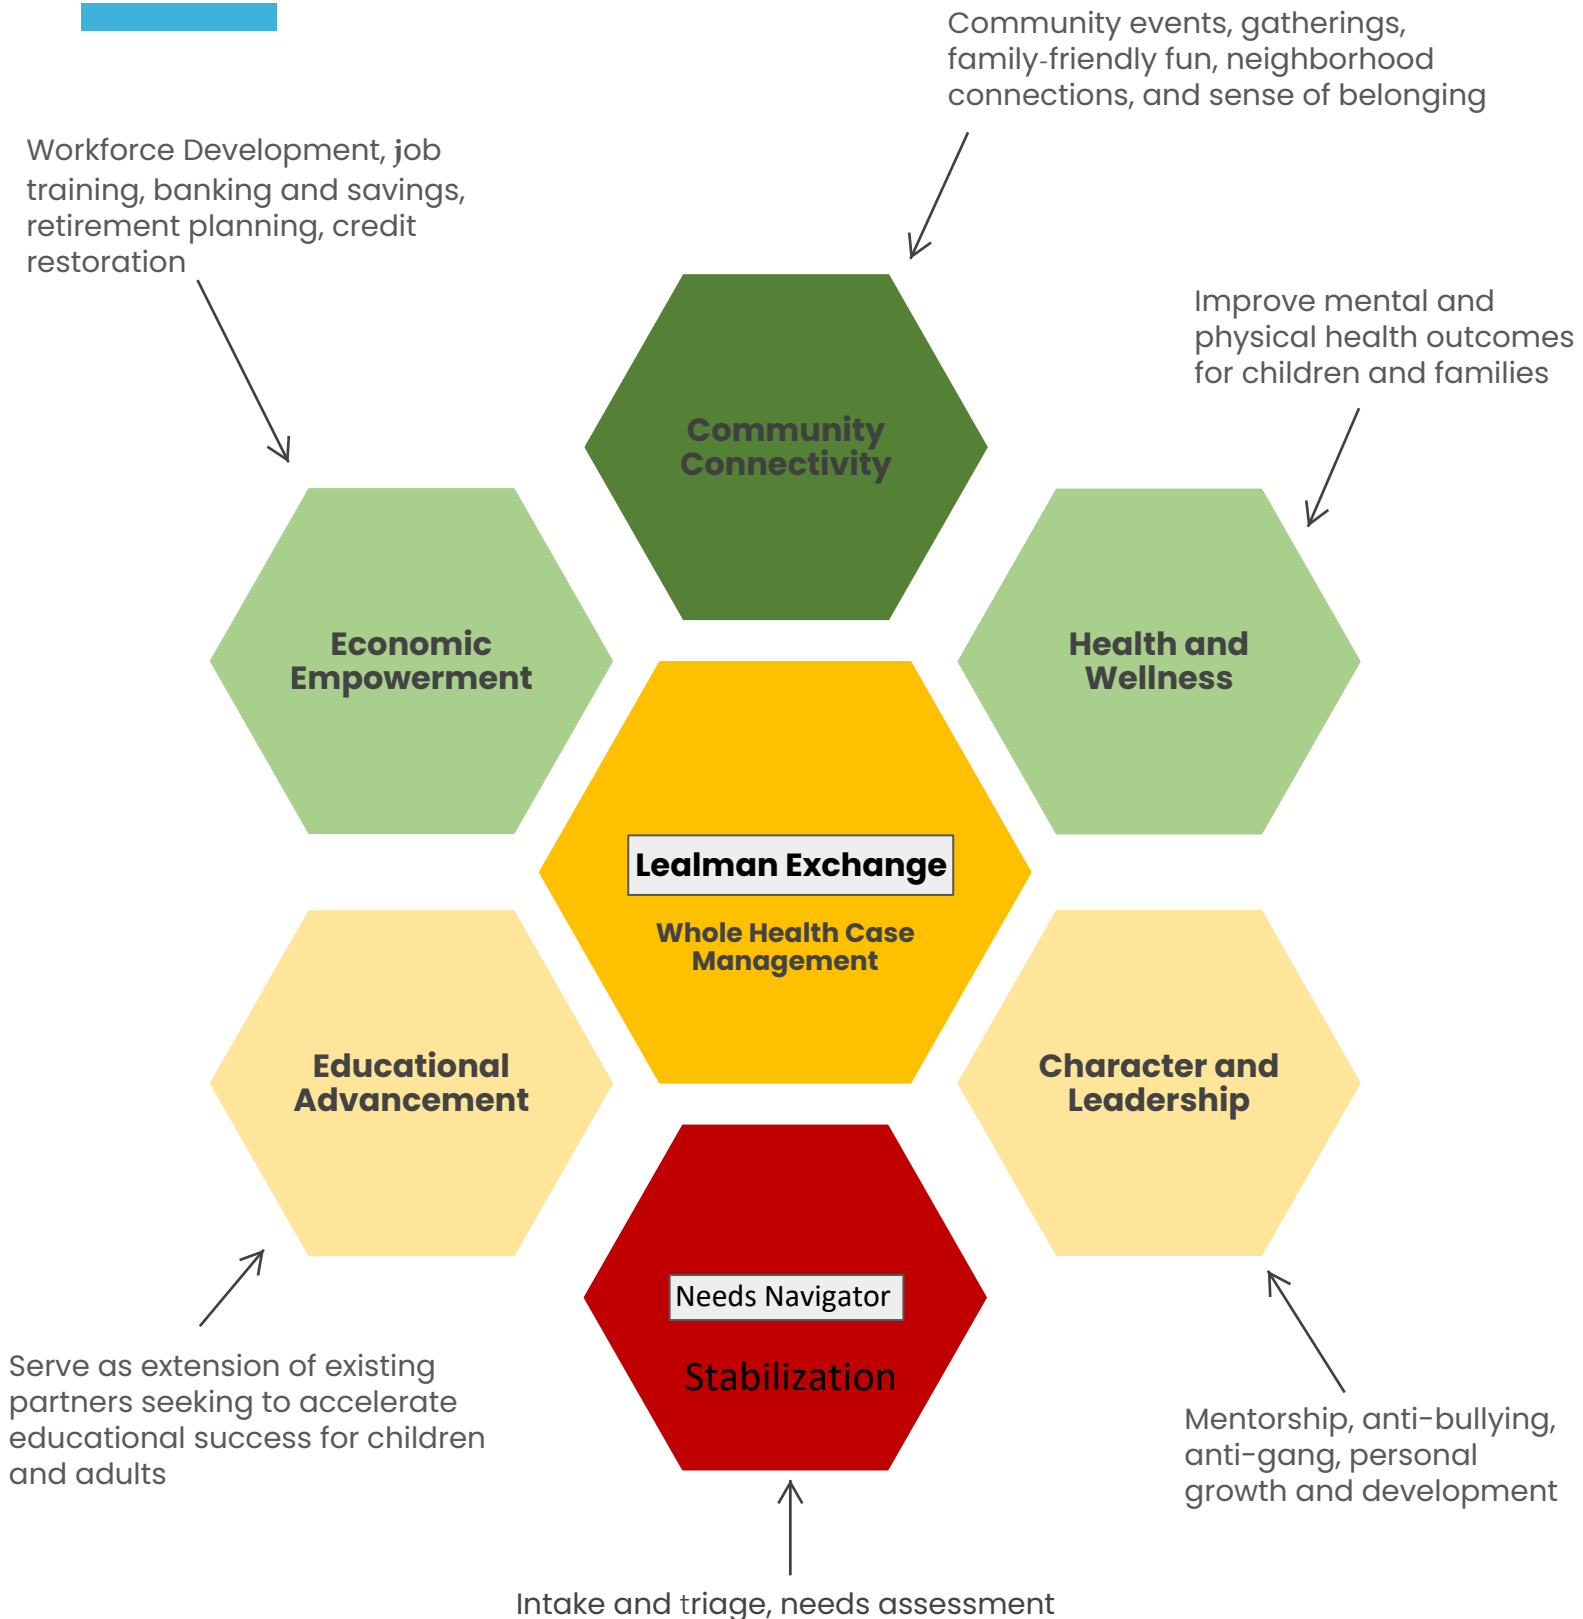 Community events, gatherings,
family-friendly fun, neighborhood
connections, and sense of belonging
Workforce Development, job
training, banking and savings,
retirement planning, credit
restoration
Improve mental and
physical health outcomes
for children and families
Community
Connectivity
Economic
Empowerment
Health and
Wellness
Lealman Exchange
Whole Health Case
Management
Educational
Advancement
Character and
Leadership
Needs Navigator
Stabilization
Serve as extension of existing
partners seeking to accelerate
educational success for children
and adults
Mentorship, anti-bullying,
anti-gang, personal
growth and development
Intake and triage, needs assessment